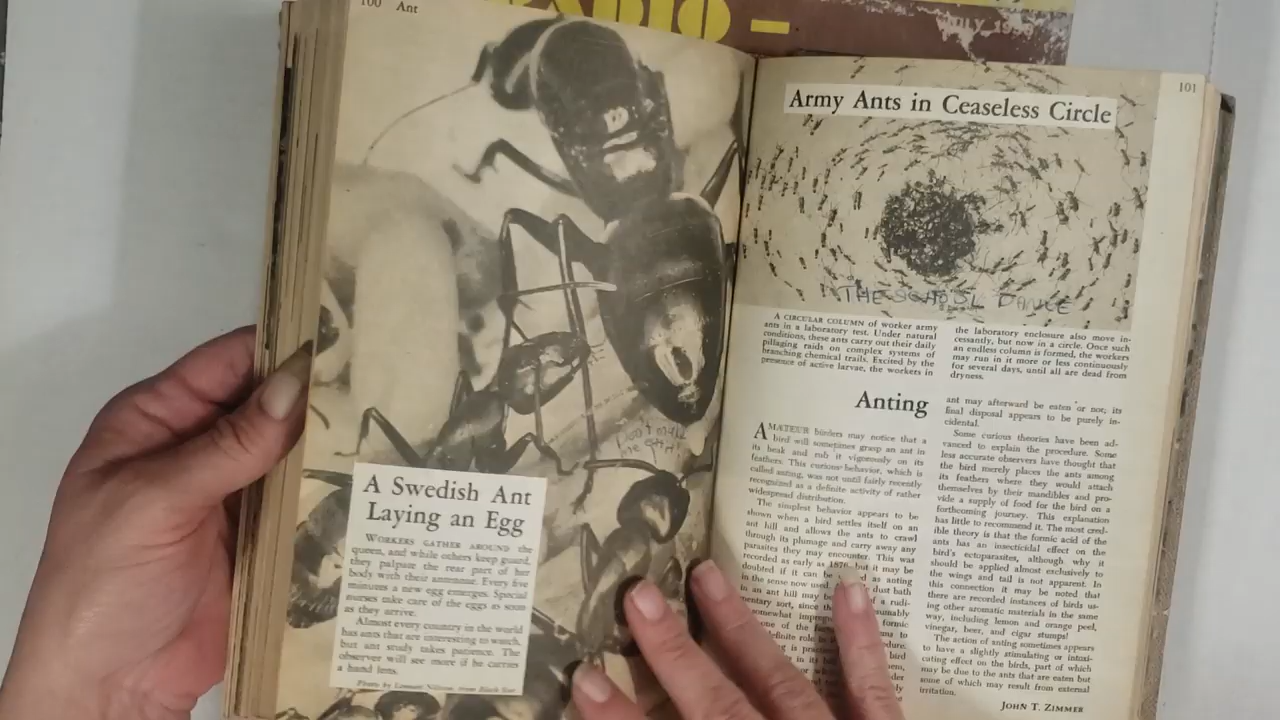 RADIO –
JULY
100 Ant
101
Army Ants in Ceaseless Circle
THE SCHOOL DANCE
A CIRCULAR COLUMN of worker army
ants in a laboratory test. Under natural
conditions, these ants carry out their daily
pillaging raids on complex systems of
branching chemical trails. Excited by the
presence of active larvae, the workers in
the laboratory enclosure also move in-
cessantly, but now in a circle. Once such
an endless column is formed, the workers
may run in it more or less continuously
for several days, until all are dead from
dryness.
A Swedish Ant
Laying an Egg
WORKERS GATHER AROUND the
queen, and while others keep guard,
they palpate the rear part of her
body with their antennae. Every five
minutes a new egg emerges. Special
nurses take care of the eggs as soon
as they arrive.
Almost every country in the world
has ants that are interesting to watch,
but ant study takes patience. The
observer will see more if he carries
a hand lens.
Photo by Lennart Nilsson, from Black Star
Anting
AMATEUR birders may notice that a
bird will sometimes grasp an ant in
its beak and rub it vigorously on its
feathers. This curious behavior, which is
called anting, was not until fairly recently
recognized as a definite activity of rather
widespread distribution.
The simplest behavior appears to be
shown when a bird settles itself on an
ant hill and allows the ants to crawl
through its plumage and carry away any
parasites they may encounter. This was
recorded as early as 1876, but it may be
doubted if it can be as anting
in the sense now used. dust bath
in an ant hill may of a rudi-
mentary sort, since
somewhat
formic
ant may afterward be eaten or not; its
final disposal appears to be purely in-
cidental.
Some curious theories have been ad-
vanced to explain the procedure. Some
less accurate observers have thought that
the bird merely places the ants among
its feathers where they would attach
themselves by their mandibles and pro-
vide a supply of food for the bird on a
forthcoming journey. This explanation
has little to recommend it. The most cred-
ible theory is that the formic acid of the
ants has an insecticidal effect on the
bird's ectoparasites, although why it
should be applied almost exclusively to
the wings and tail is not apparent. In
this connection it may be noted that
there are recorded instances of birds us-
ing other aromatic materials in the same
way, including lemon and orange peel,
vinegar, beer, and cigar stumps!
The action of anting sometimes appears
to have a slightly stimulating or intoxi-
cating effect on the birds, part of which
may be due to the ants that are eaten but
some of which may result from external
irritation.
JOHN T. ZIMMER